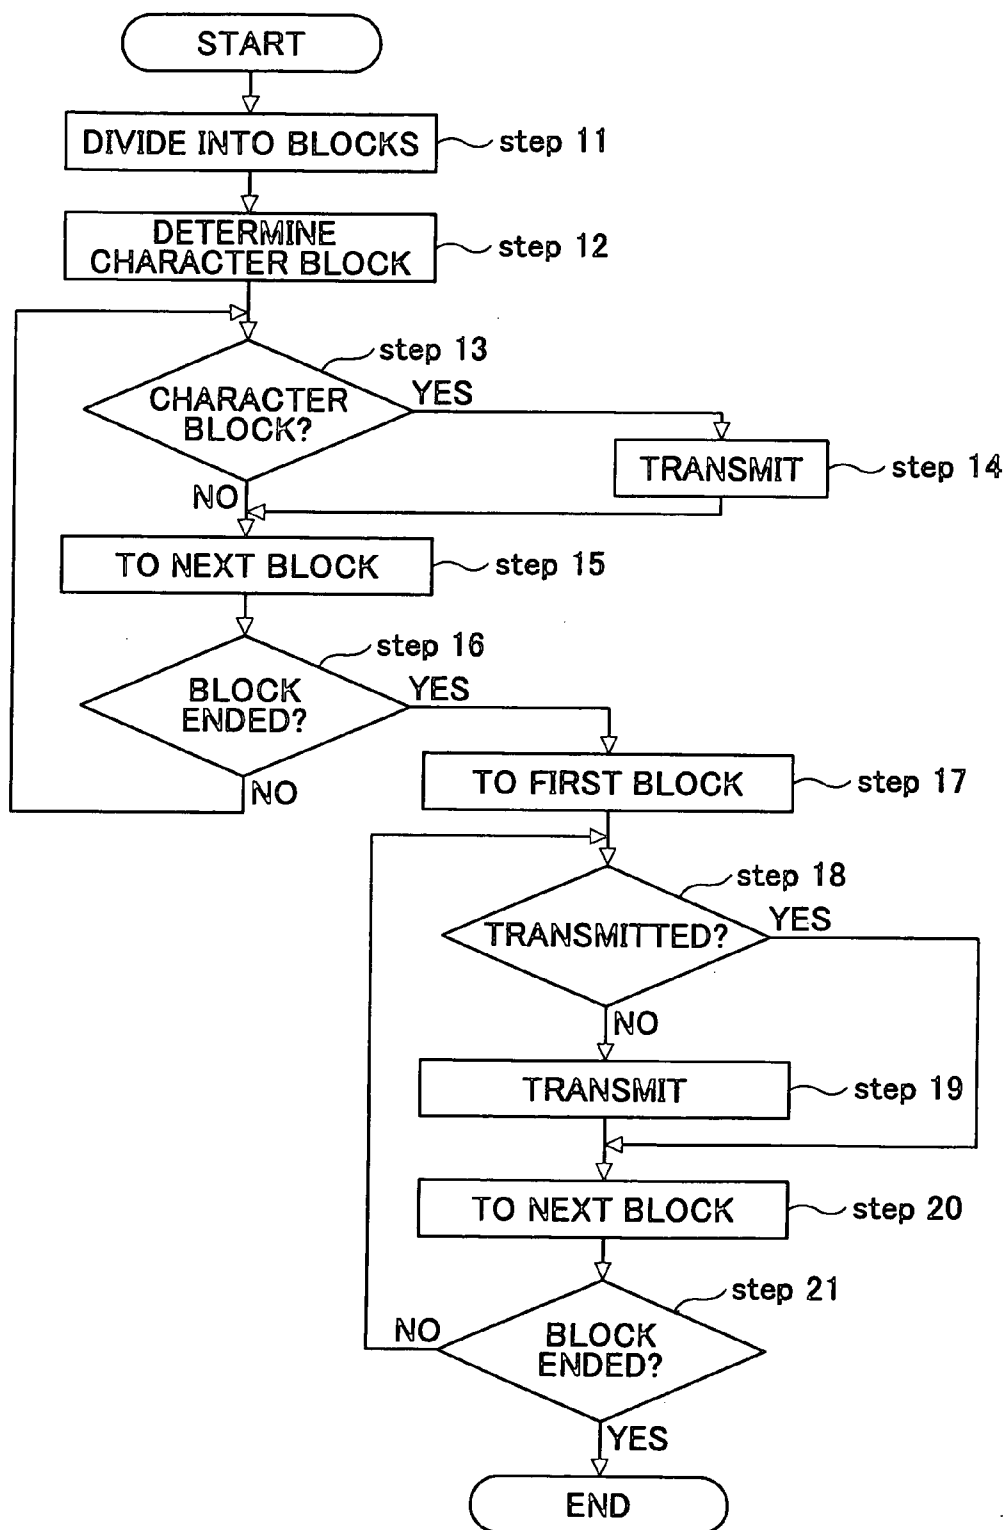 START
DIVIDE INTO BLOCKS
step 11
DETERMINE
CHARACTER BLOCK
step 12
step 13
CHARACTER
BLOCK?
YES
TRANSMIT
step 14
NO
TO NEXT BLOCK
step 15
step 16
BLOCK
ENDED?
YES
NO
TO FIRST BLOCK
step 17
step 18
TRANSMITTED?
YES
NO
TRANSMIT
step 19
TO NEXT BLOCK
step 20
step 21
NO
BLOCK
ENDED?
YES
END